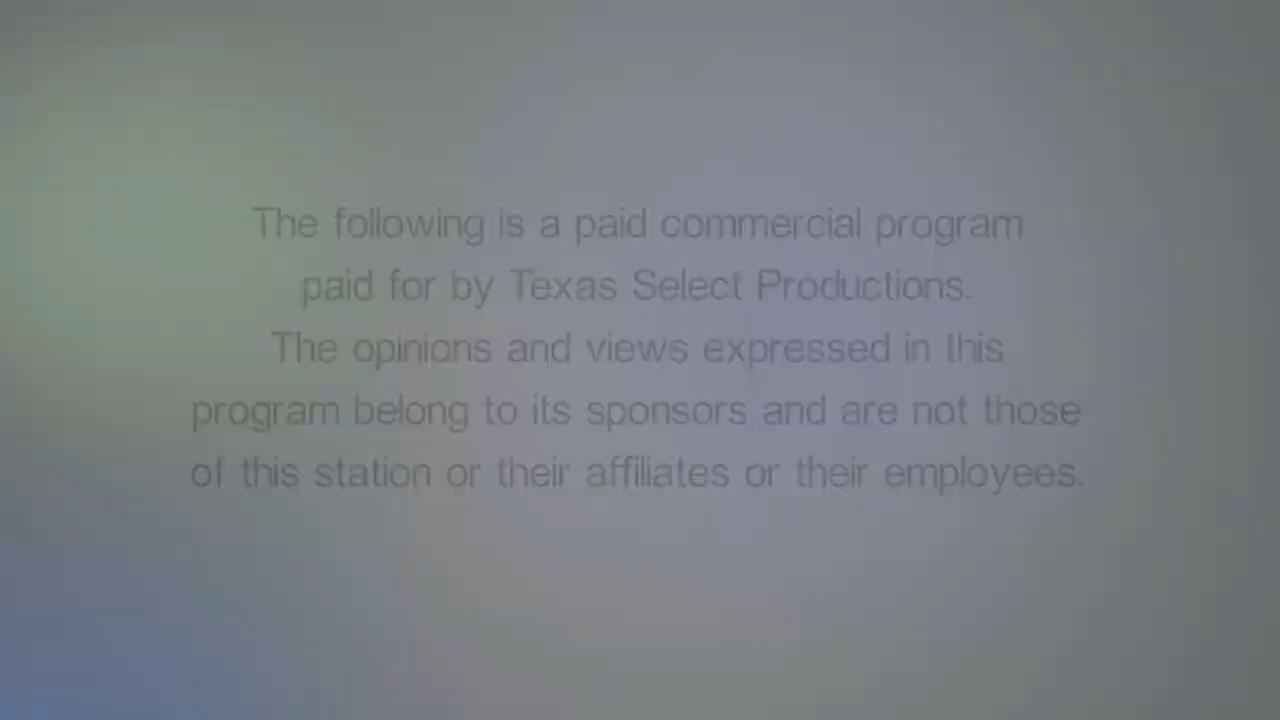 The following is a paid commercial program
paid for by Texas Select Productions.
The opinions and views expressed in this
program belong to its sponsors and are not those
of this station or their affiliates or their employees.